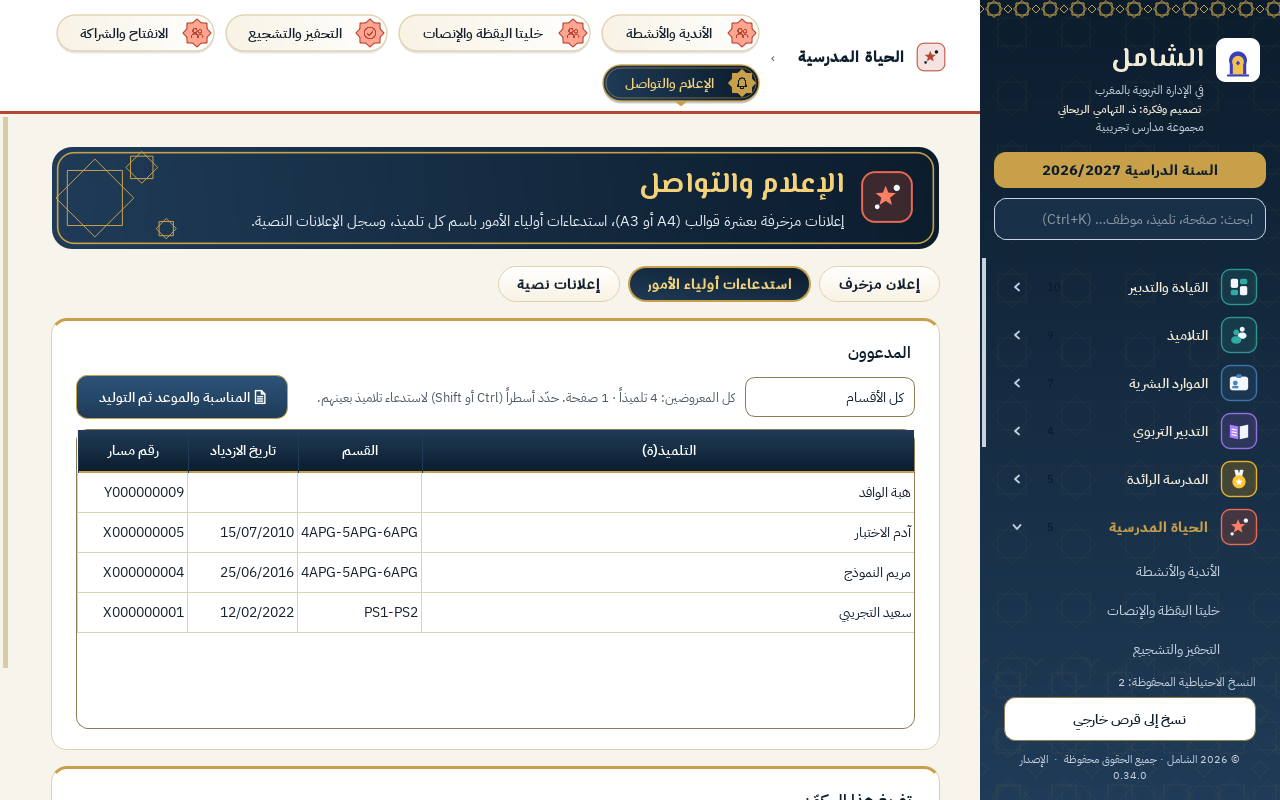 الشامل
في الإدارة التربوية بالمغرب
تصميم وفكرة: ذ. التهامي الريحاني
مجموعة مدارس تجريبية
السنة الدراسية 2026/2027
ابحث: صفحة، تلميذ، موظف... (Ctrl+K)
القيادة والتدبير 10
التلاميذ 9
الموارد البشرية 7
التدبير التربوي 4
المدرسة الرائدة 5
الحياة المدرسية 5
الأندية والأنشطة
خليتا اليقظة والإنصات
التحفيز والتشجيع
النسخ الاحتياطية المحفوظة: 2
نسخ إلى قرص خارجي
© 2026 الشامل · جميع الحقوق محفوظة · الإصدار
0.34.0
الحياة المدرسية ›
الأندية والأنشطة
خليتا اليقظة والإنصات
التحفيز والتشجيع
الانفتاح والشراكة
الإعلام والتواصل
الإعلام والتواصل
إعلانات مزخرفة بعشرة قوالب (A4 أو A3)، استدعاءات أولياء الأمور باسم كل تلميذ، وسجل الإعلانات النصية.
إعلان مزخرف
استدعاءات أولياء الأمور
إعلانات نصية
المدعوون
كل الأقسام
كل المعروضين: 4 تلميذاً · 1 صفحة. حدّد أسطراً (Ctrl أو Shift) لاستدعاء تلاميذ بعينهم.
المناسبة والموعد ثم التوليد
التلميذ(ة) القسم تاريخ الازدياد رقم مسار
هبة الوافد Y000000009
آدم الاختبار 4APG-5APG-6APG 15/07/2010 X000000005
مريم النموذج 4APG-5APG-6APG 25/06/2016 X000000004
سعيد التجريبي PS1-PS2 12/02/2022 X000000001